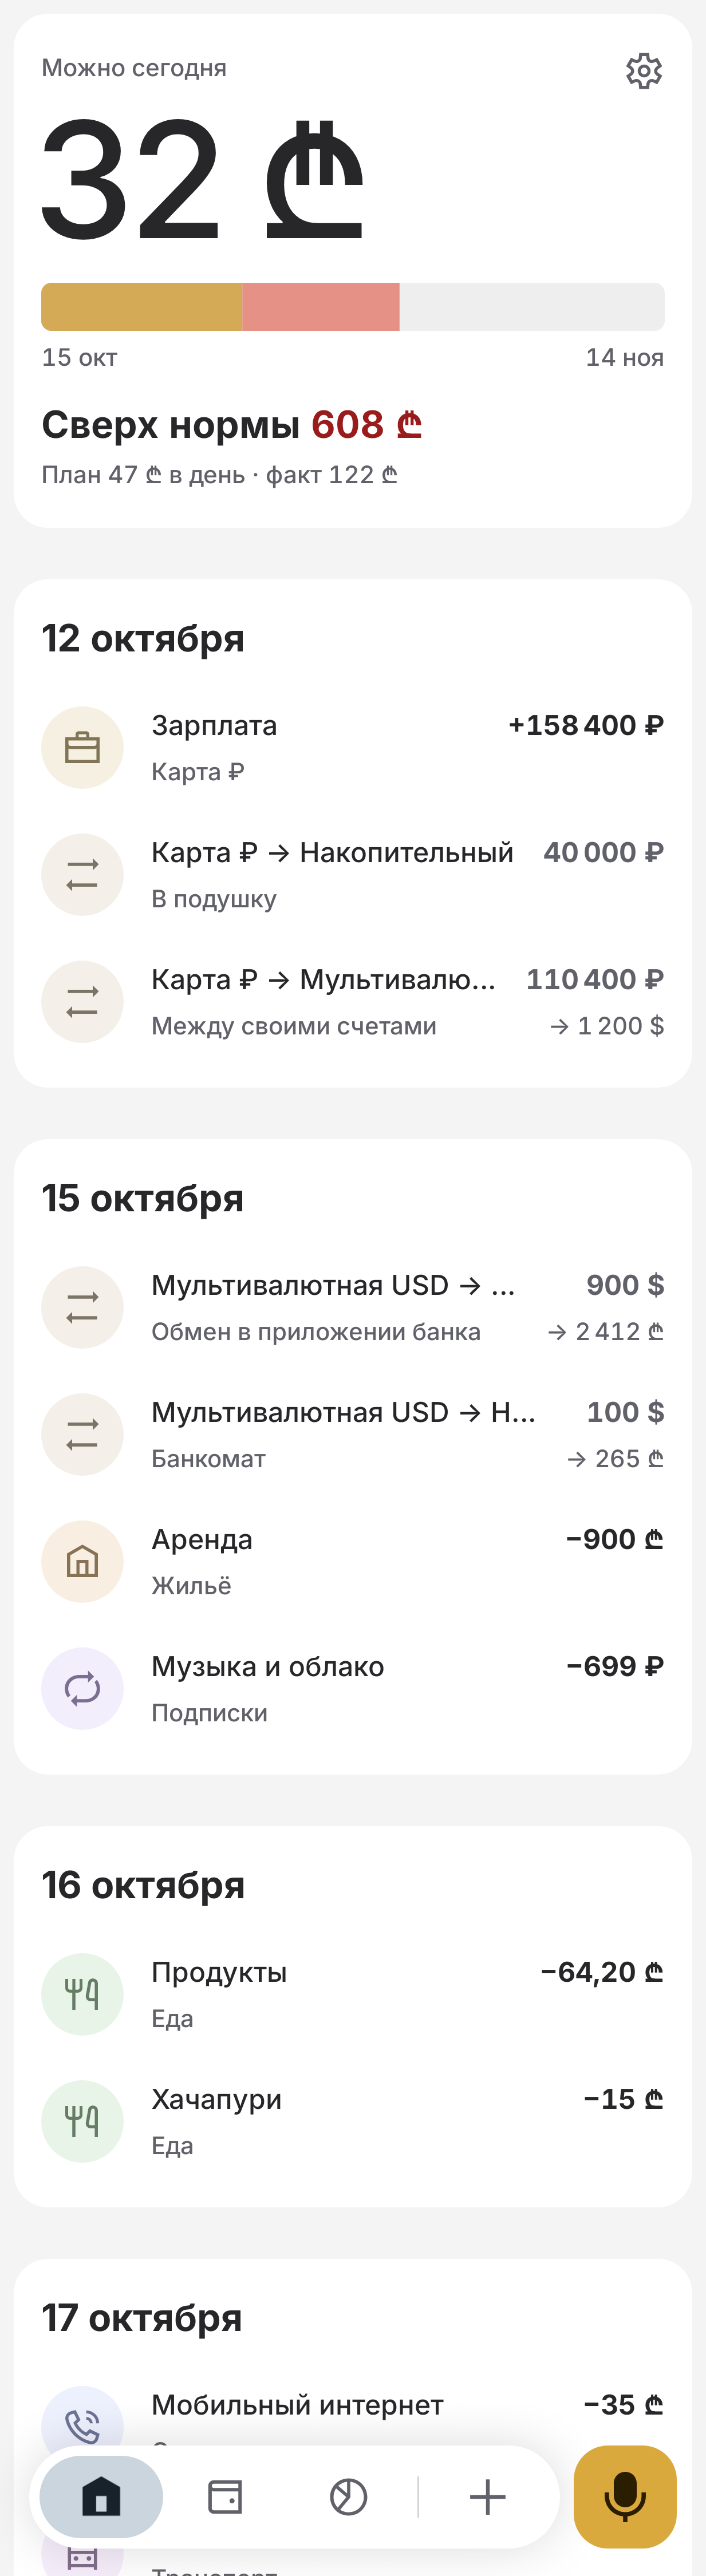 Можно сегодня
32 ₾
15 окт 14 ноя
Сверх нормы 608 ₾
План 47 ₾ в день · факт 122 ₾
12 октября
Зарплата +158 400 ₽
Карта ₽
Карта ₽ → Накопительный 40 000 ₽
В подушку
Карта ₽ → Мультивалю... 110 400 ₽
Между своими счетами → 1 200 $
15 октября
Мультивалютная USD → ... 900 $
Обмен в приложении банка → 2 412 ₾
Мультивалютная USD → Н... 100 $
Банкомат → 265 ₾
Аренда −900 ₾
Жильё
Музыка и облако −699 ₽
Подписки
16 октября
Продукты −64,20 ₾
Еда
Хачапури −15 ₾
Еда
17 октября
Мобильный интернет −35 ₾